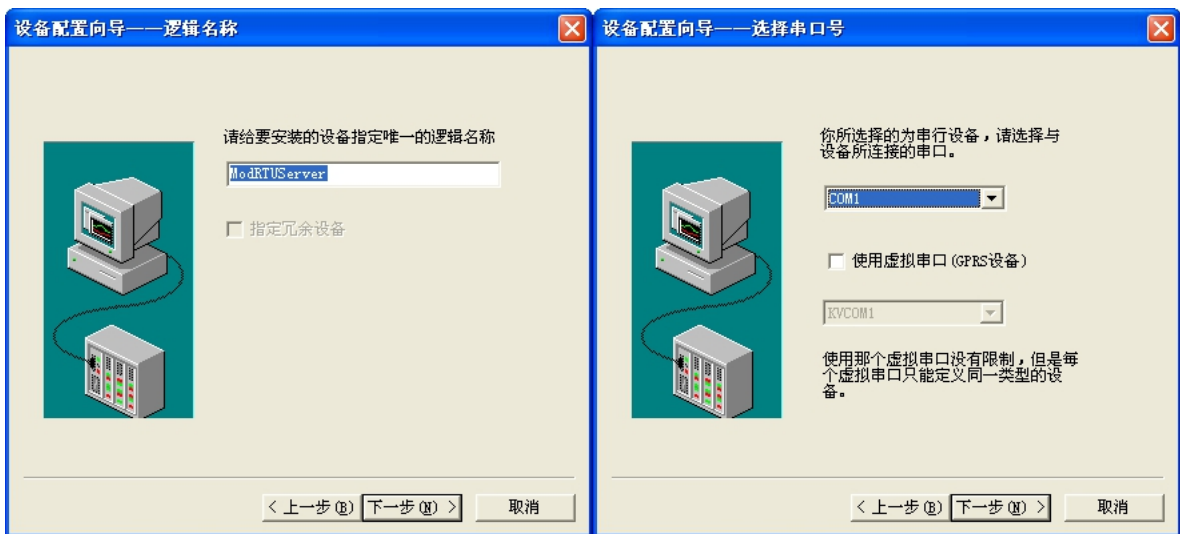 设备配置向导——逻辑名称
请给要安装的设备指定唯一的逻辑名称
ModRTUServer
指定冗余设备
<上一步(B)
下一步(N)>
取消
设备配置向导——选择串口号
你所选择的为串行设备，请选择与
设备所连接的串口。
COM1
使用虚拟串口(GPRS设备)
KVCOM1
使用那个虚拟串口没有限制，但是每
个虚拟串口只能定义同一类型的设
备。
<上一步(B)
下一步(N)>
取消